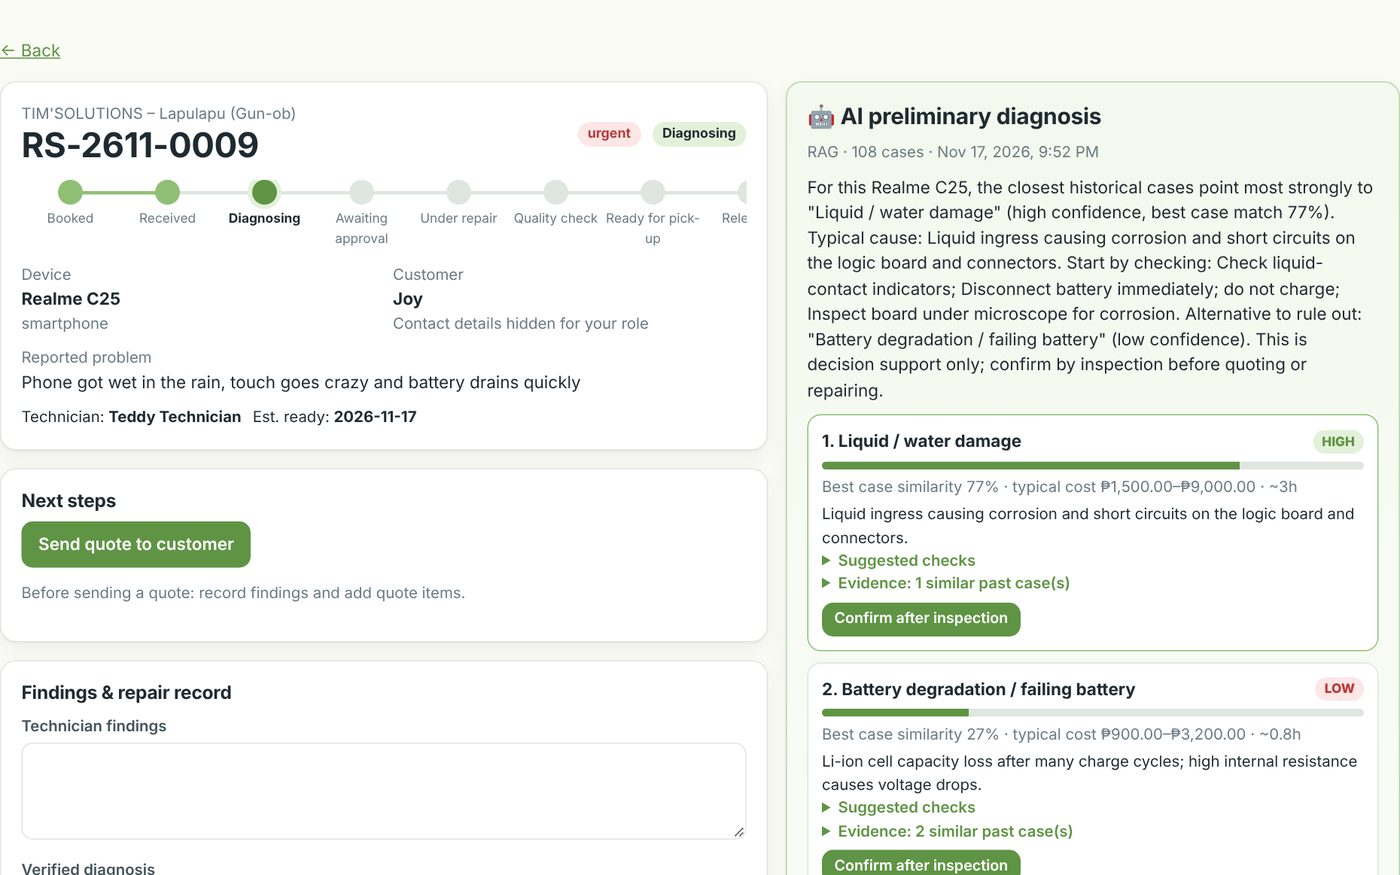 ← Back
TIM'SOLUTIONS – Lapulapu (Gun-ob)
RS-2611-0009
urgent
Diagnosing
Booked
Received
Diagnosing
Awaiting
approval
Under repair
Quality check
Ready for pick-
up
Rele
Device
Realme C25
smartphone
Customer
Joy
Contact details hidden for your role
Reported problem
Phone got wet in the rain, touch goes crazy and battery drains quickly
Technician: Teddy Technician Est. ready: 2026-11-17
Next steps
Send quote to customer
Before sending a quote: record findings and add quote items.
Findings & repair record
Technician findings
Verified diagnosis
🤖 AI preliminary diagnosis
RAG · 108 cases · Nov 17, 2026, 9:52 PM
For this Realme C25, the closest historical cases point most strongly to
"Liquid / water damage" (high confidence, best case match 77%).
Typical cause: Liquid ingress causing corrosion and short circuits on
the logic board and connectors. Start by checking: Check liquid-
contact indicators; Disconnect battery immediately; do not charge;
Inspect board under microscope for corrosion. Alternative to rule out:
"Battery degradation / failing battery" (low confidence). This is
decision support only; confirm by inspection before quoting or
repairing.
1. Liquid / water damage
HIGH
Best case similarity 77% · typical cost ₱1,500.00–₱9,000.00 · ~3h
Liquid ingress causing corrosion and short circuits on the logic board and
connectors.
▶ Suggested checks
▶ Evidence: 1 similar past case(s)
Confirm after inspection
2. Battery degradation / failing battery
LOW
Best case similarity 27% · typical cost ₱900.00–₱3,200.00 · ~0.8h
Li-ion cell capacity loss after many charge cycles; high internal resistance
causes voltage drops.
▶ Suggested checks
▶ Evidence: 2 similar past case(s)
Confirm after inspection